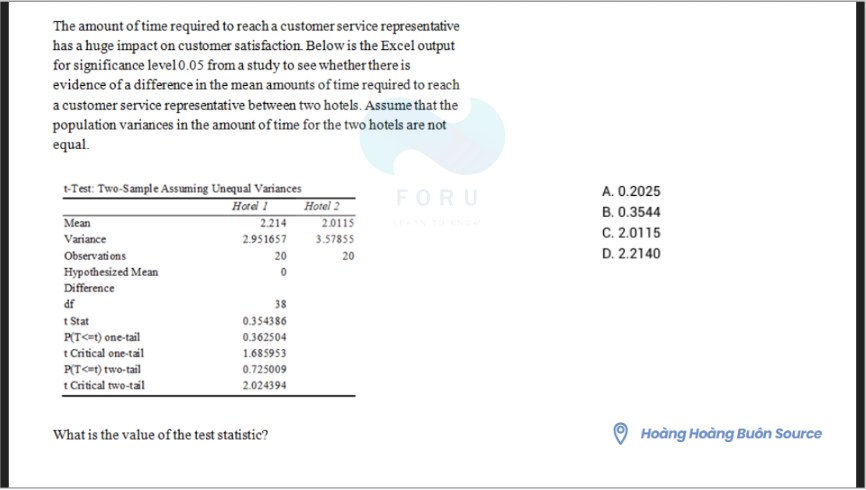 The amount of time required to reach a customer service representative
has a huge impact on customer satisfaction. Below is the Excel output
for significance level 0.05 from a study to see whether there is
evidence of a difference in the mean amounts of time required to reach
a customer service representative between two hotels. Assume that the
population variances in the amount of time for the two hotels are not
equal.
FORU
t-Test: Two-Sample Assuming Unequal Variances
Hotel 1 Hotel 2
Mean 2.214 2.0115
Variance 2.951657 3.57855
Observations 20 20
Hypothesized Mean 0
Difference
df 38
t Stat 0.354386
P(T<=t) one-tail 0.362504
t Critical one-tail 1.685953
P(T<=t) two-tail 0.725009
t Critical two-tail 2.024394
A. 0.2025
B. 0.3544
C. 2.0115
D. 2.2140
What is the value of the test statistic?
Hoàng Hoàng Buôn Source